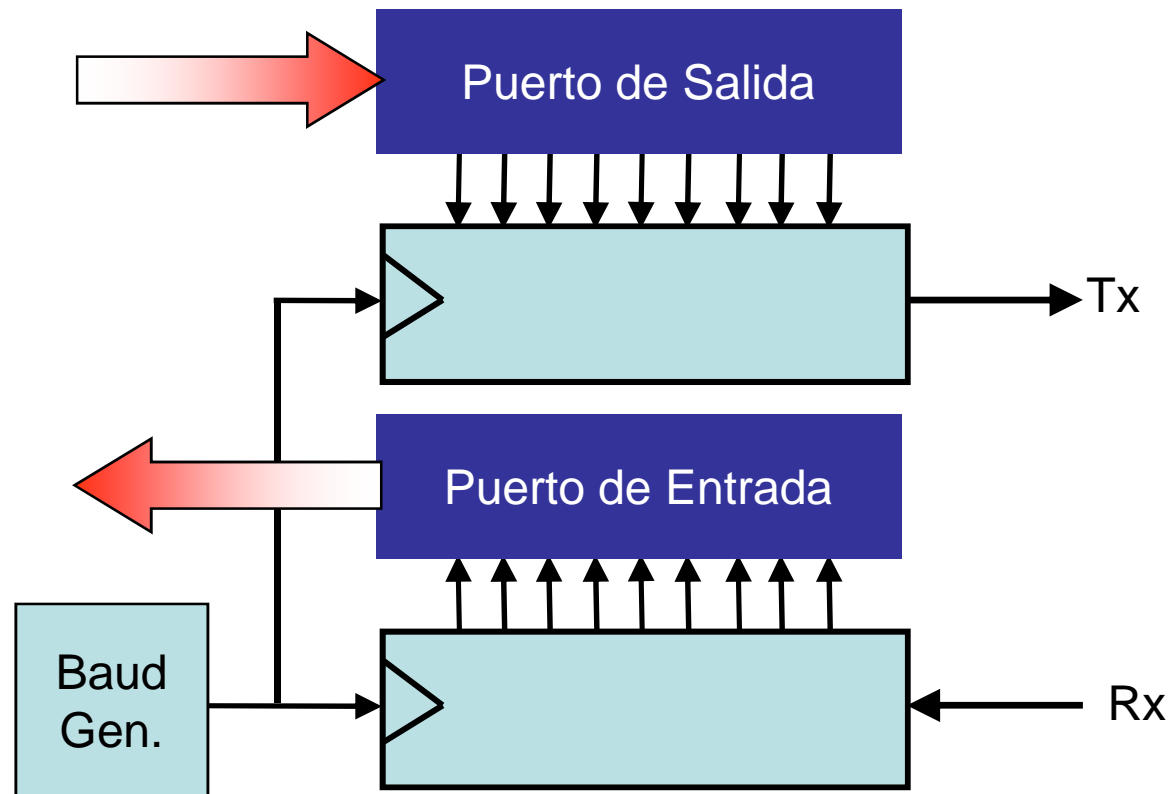 Puerto de Salida
Tx
Puerto de Entrada
Baud
Gen.
Rx